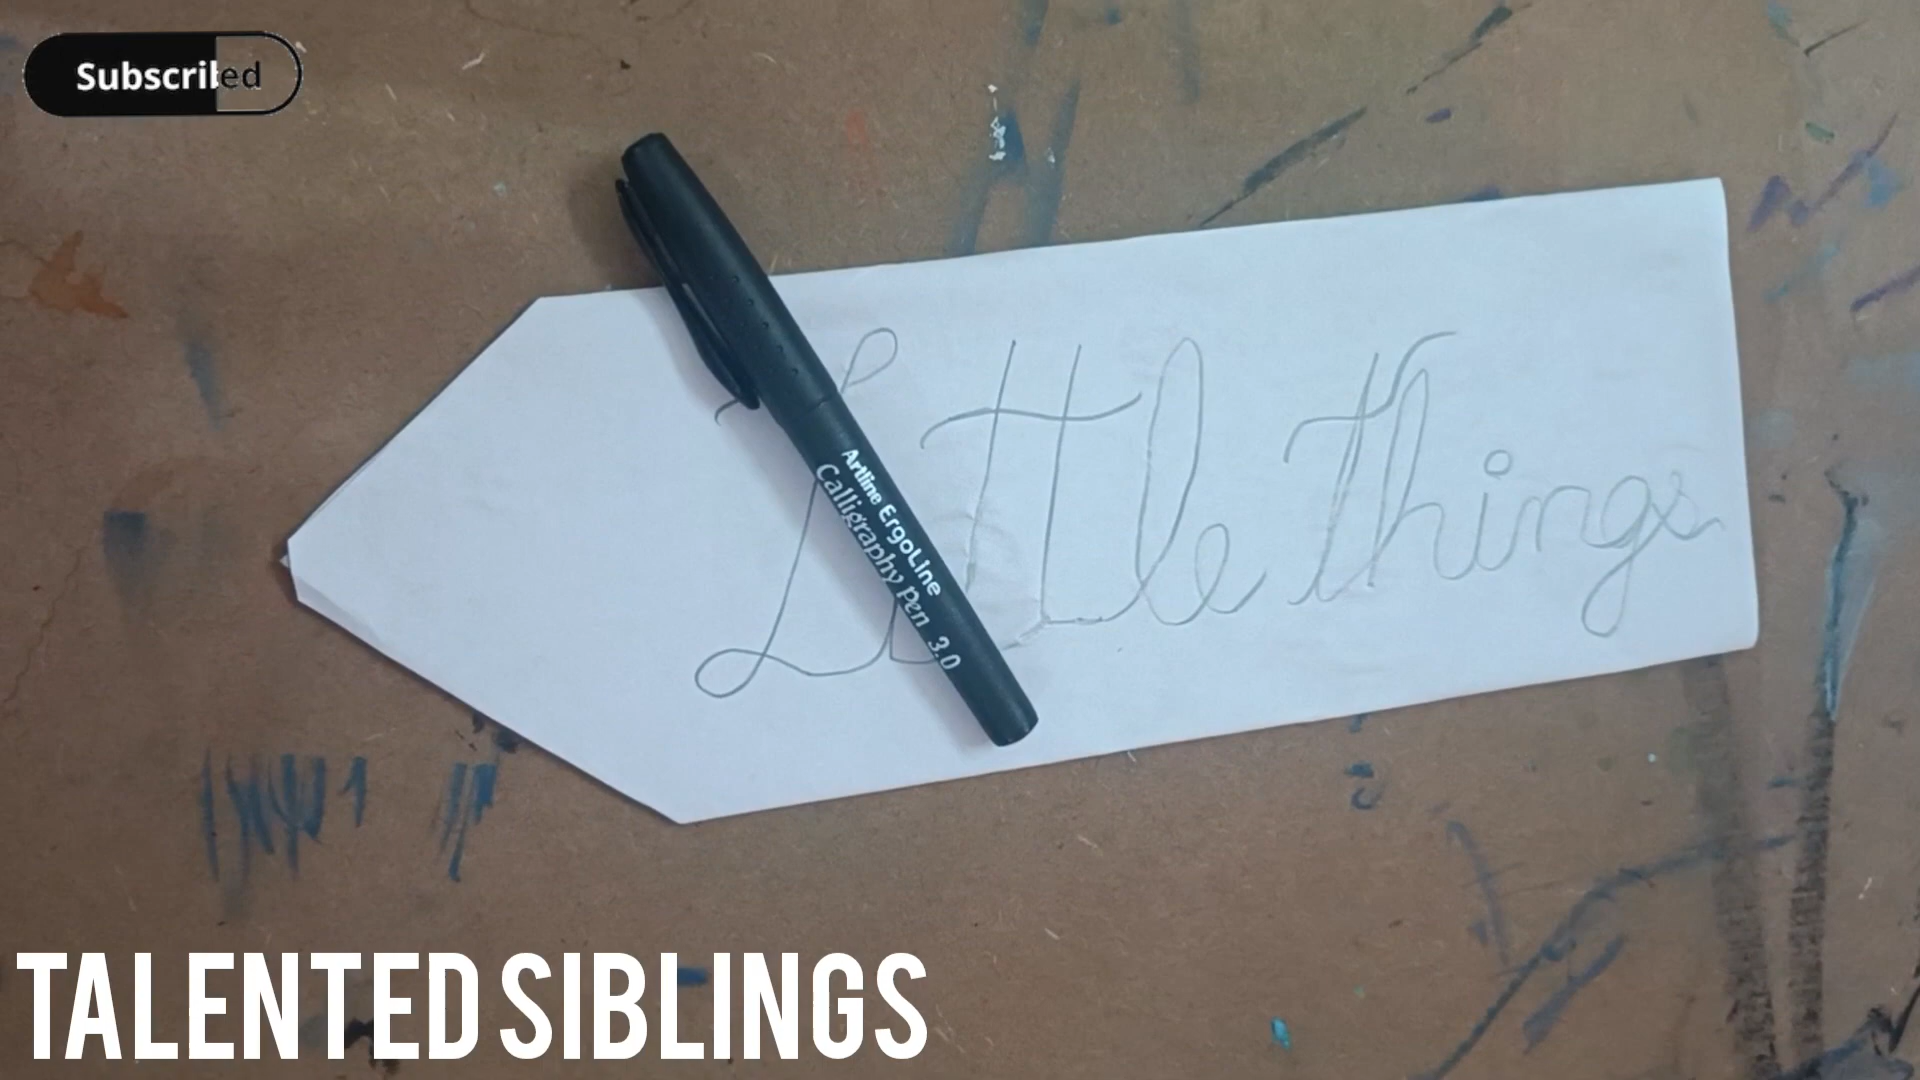 Subscribed
Little things
Artline ErgoLine
Calligraphy pen 3.0
TALENTED SIBLINGS